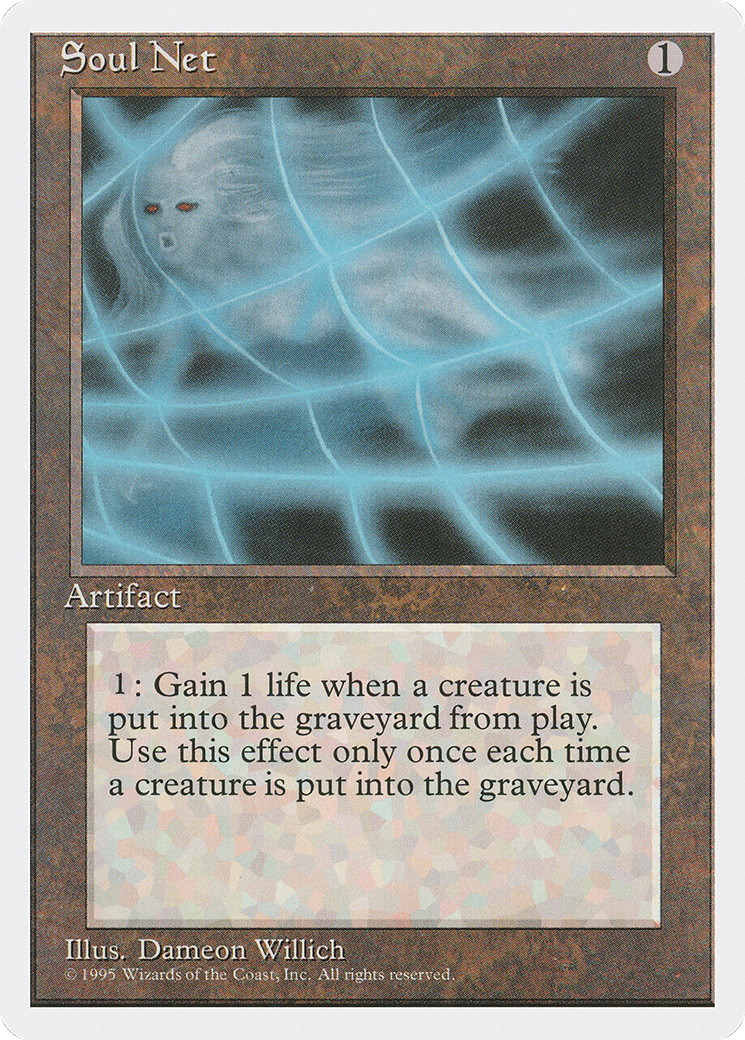 Soul Net
1
Artifact
1: Gain 1 life when a creature is
put into the graveyard from play.
Use this effect only once each time
a creature is put into the graveyard.
Illus. Dameon Willich
© 1995 Wizards of the Coast, Inc. All rights reserved.